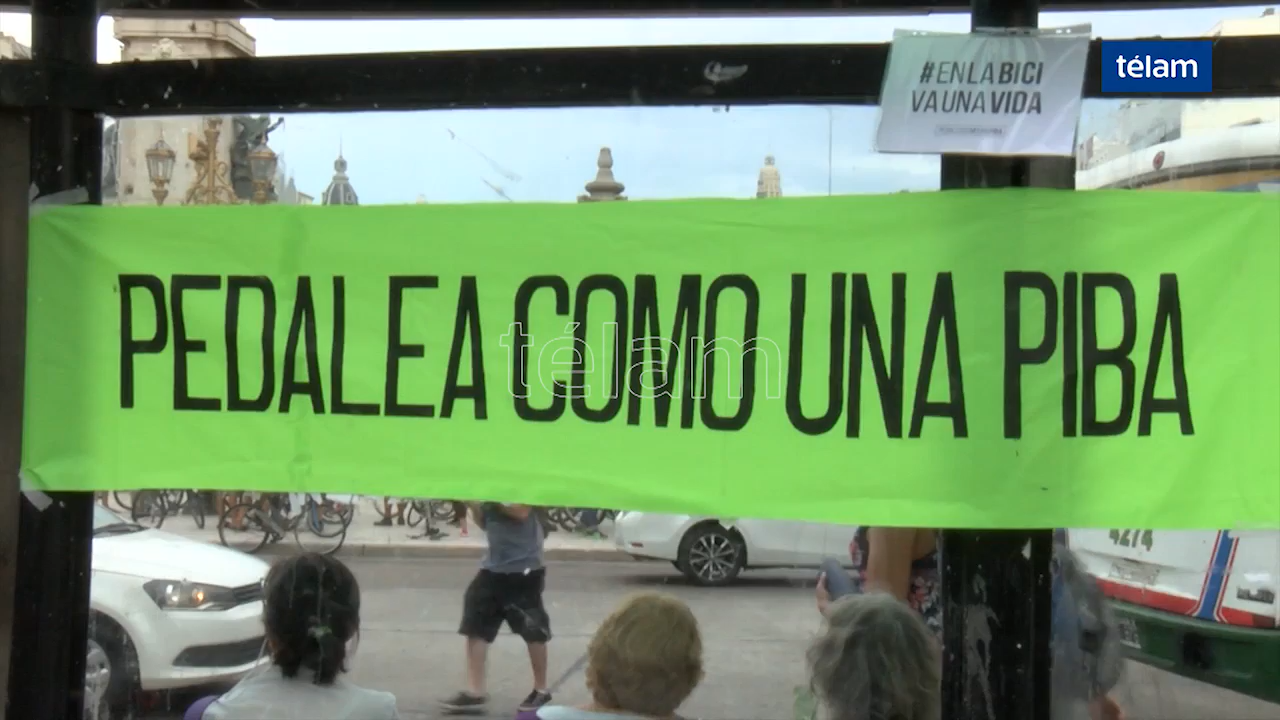 #ENLABICI
VAUNAVIDA
télam
PEDALEA COMO UNA PIBA
télam
4274